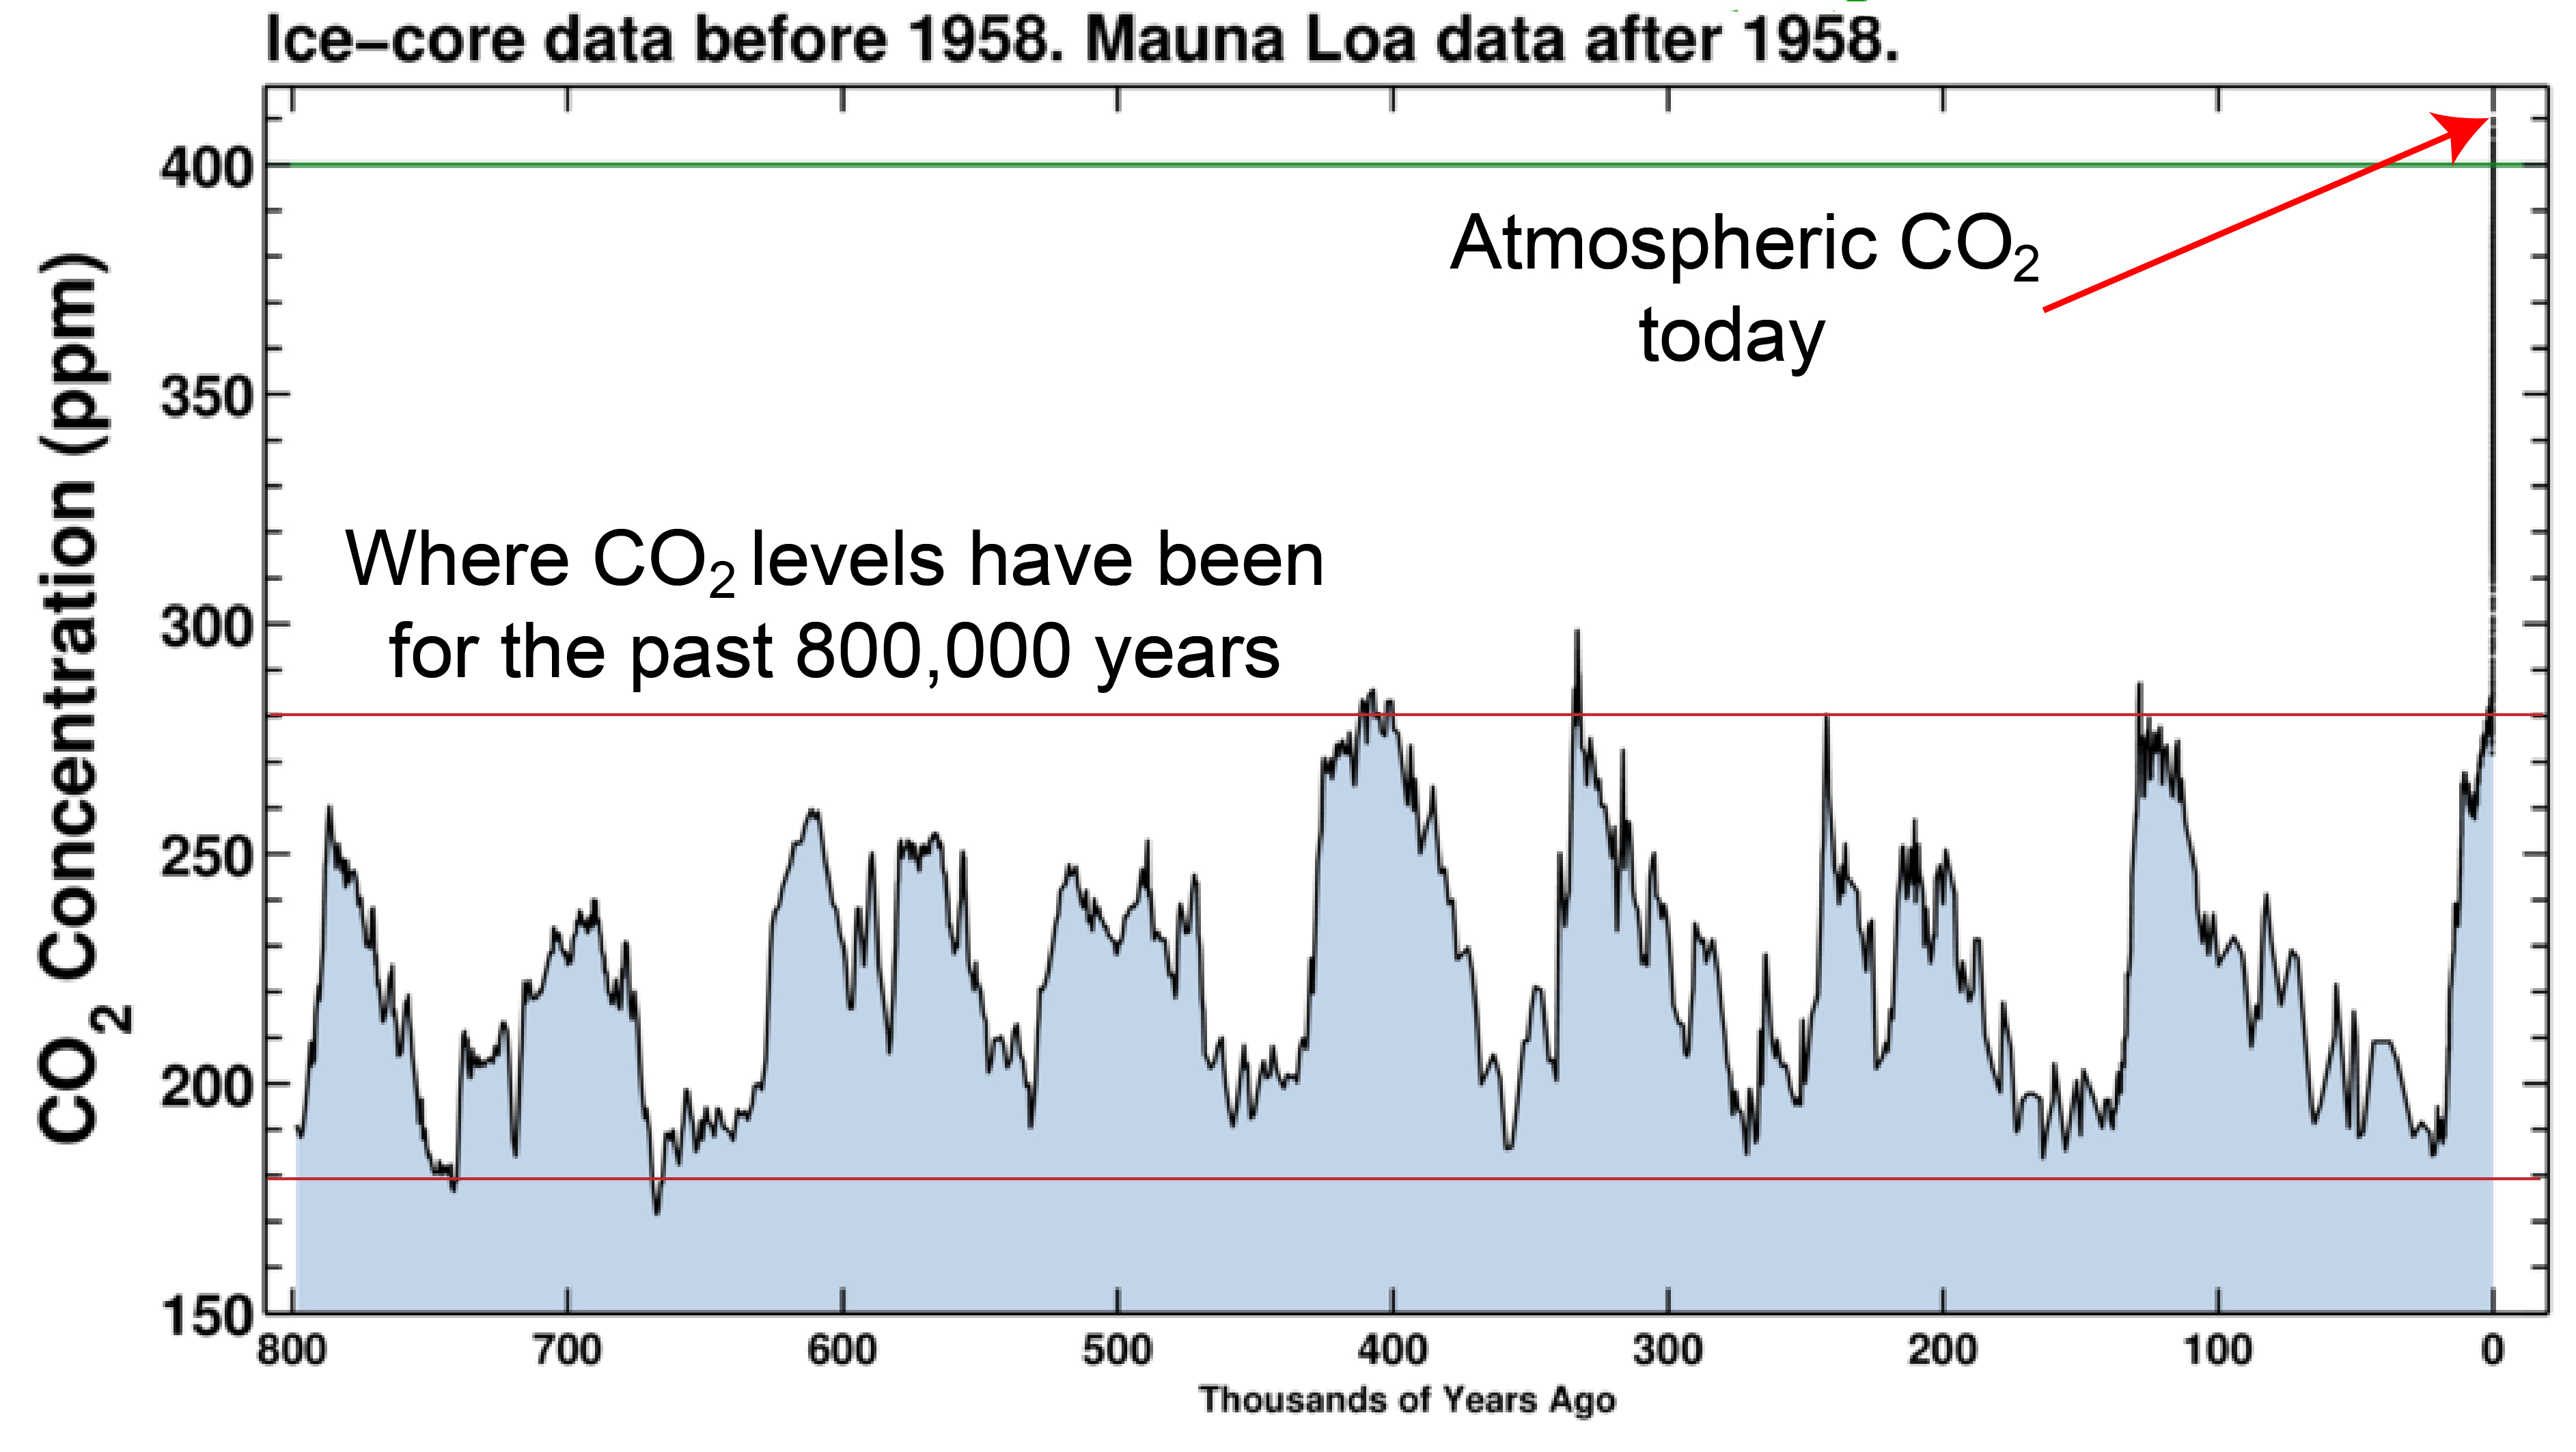 Ice–core data before 1958. Mauna Loa data after 1958.
CO₂ Concentration (ppm)
400
350
300
250
200
150
Atmospheric CO₂
today
Where CO₂ levels have been
for the past 800,000 years
800 700 600 500 400 300 200 100 0
Thousands of Years Ago